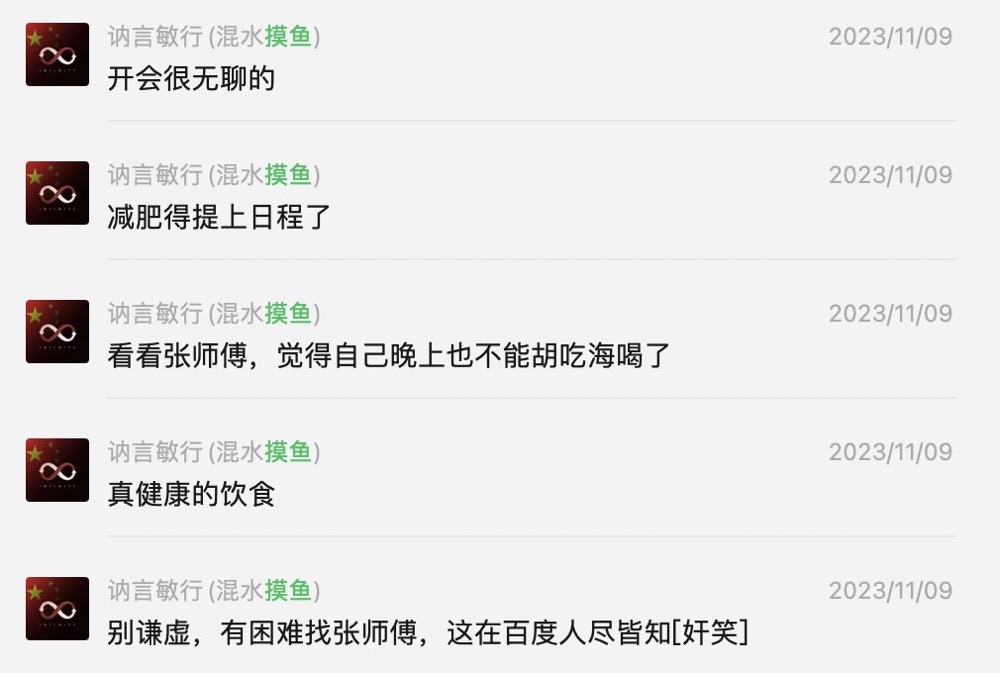 讷言敏行(混水摸鱼) 2023/11/09
开会很无聊的
讷言敏行(混水摸鱼) 2023/11/09
减肥得提上日程了
讷言敏行(混水摸鱼) 2023/11/09
看看张师傅，觉得自己晚上也不能胡吃海喝了
讷言敏行(混水摸鱼) 2023/11/09
真健康的饮食
讷言敏行(混水摸鱼) 2023/11/09
别谦虚，有困难找张师傅，这在百度人尽皆知[奸笑]